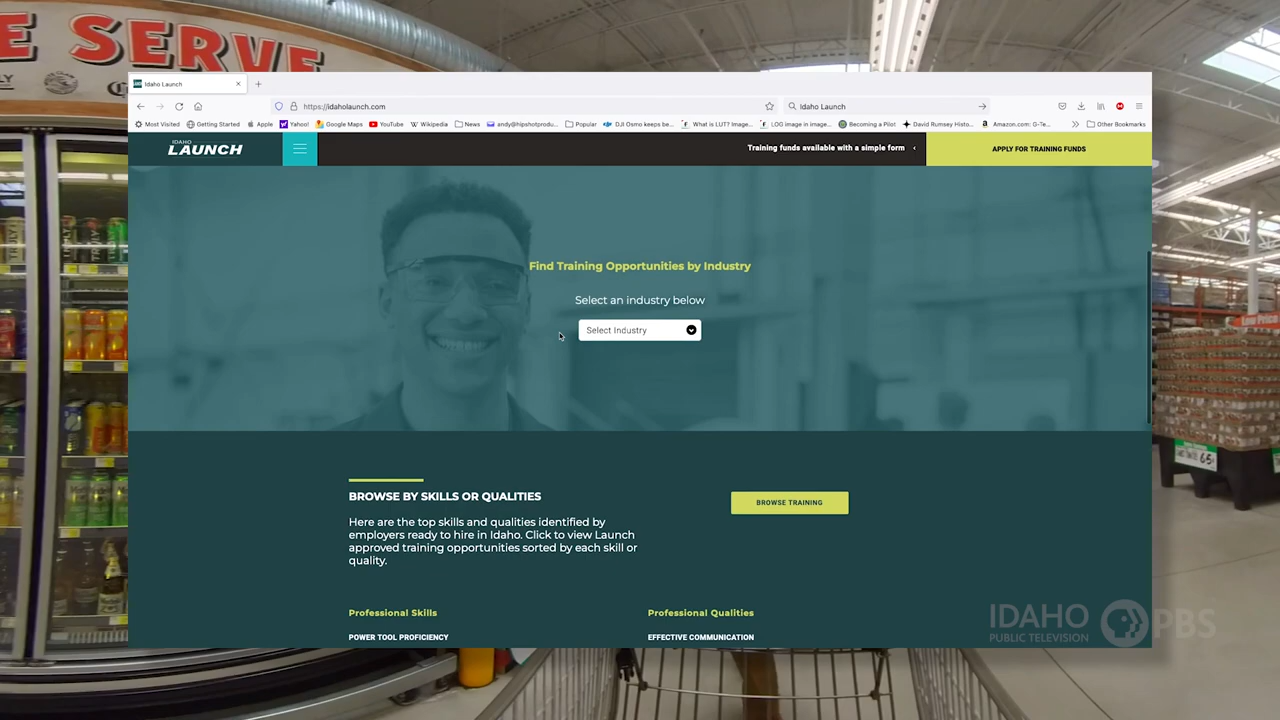 E SERVE
Idaho Launch
https://idaholaunch.com
Idaho Launch
Most Visited
Getting Started
Apple
Yahoo!
Google Maps
YouTube
Wikipedia
News
andy@hipshotprodu...
Popular
DJI Osmo keeps be...
What is LUT? Image...
LOG image in image...
Becoming a Pilot
David Rumsey Histo...
Amazon.com: G-Te...
Other Bookmarks
IDAHO
LAUNCH
Training funds available with a simple form
APPLY FOR TRAINING FUNDS
Find Training Opportunities by Industry
Select an industry below
Select Industry
BROWSE BY SKILLS OR QUALITIES
BROWSE TRAINING
Here are the top skills and qualities identified by
employers ready to hire in Idaho. Click to view Launch
approved training opportunities sorted by each skill or
quality.
Professional Skills
Professional Qualities
POWER TOOL PROFICIENCY
EFFECTIVE COMMUNICATION
IDAHO
PUBLIC TELEVISION
PBS